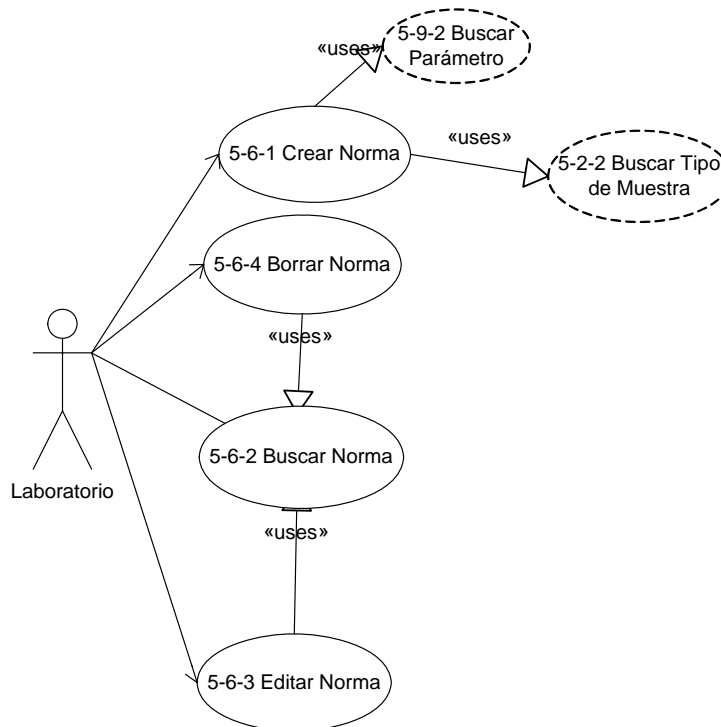 «uses»
5-9-2 Buscar
Parámetro
5-6-1 Crear Norma
«uses»
5-2-2 Buscar Tipo
de Muestra
5-6-4 Borrar Norma
«uses»
5-6-2 Buscar Norma
Laboratorio
«uses»
5-6-3 Editar Norma